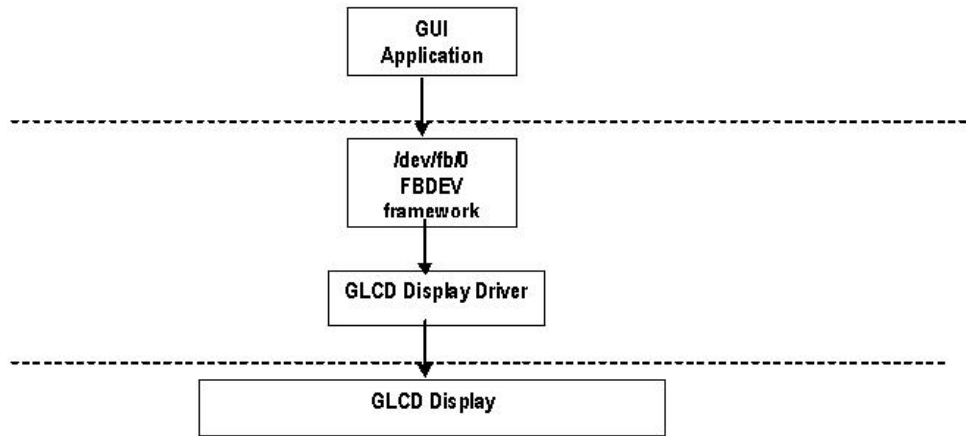 GUI
Application
/dev/fb/0
FBDEV
framework
GLCD Display Driver
GLCD Display